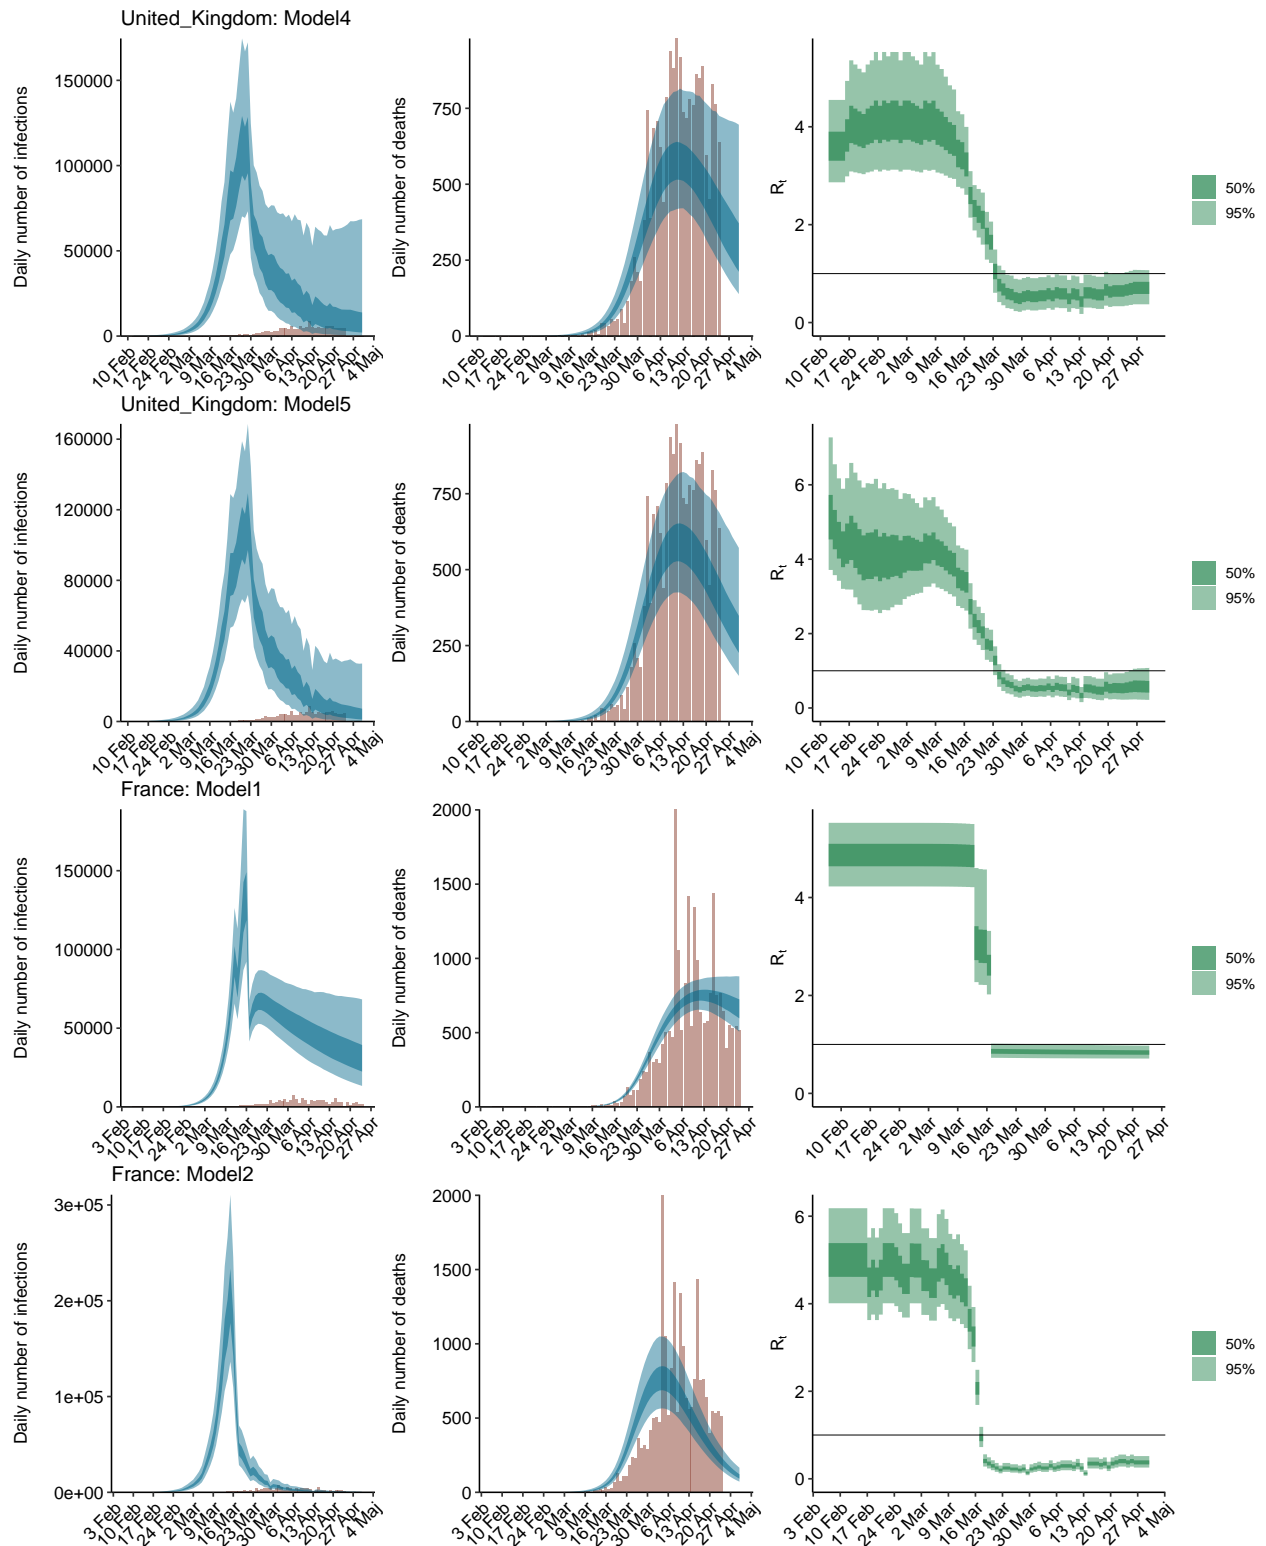 United_Kingdom: Model4
Daily number of infections
150000
100000
50000
0
10 Feb
17 Feb
24 Feb
2 Mar
9 Mar
16 Mar
23 Mar
30 Mar
6 Apr
13 Apr
20 Apr
27 Apr
4 Maj
Daily number of deaths
750
500
250
0
10 Feb
17 Feb
24 Feb
2 Mar
9 Mar
16 Mar
23 Mar
30 Mar
6 Apr
13 Apr
20 Apr
27 Apr
4 Maj
Rt
4
2
0
10 Feb
17 Feb
24 Feb
2 Mar
9 Mar
16 Mar
23 Mar
30 Mar
6 Apr
13 Apr
20 Apr
27 Apr
50%
95%
United_Kingdom: Model5
Daily number of infections
160000
120000
80000
40000
0
10 Feb
17 Feb
24 Feb
2 Mar
9 Mar
16 Mar
23 Mar
30 Mar
6 Apr
13 Apr
20 Apr
27 Apr
4 Maj
Daily number of deaths
750
500
250
0
10 Feb
17 Feb
24 Feb
2 Mar
9 Mar
16 Mar
23 Mar
30 Mar
6 Apr
13 Apr
20 Apr
27 Apr
4 Maj
Rt
6
4
2
0
10 Feb
17 Feb
24 Feb
2 Mar
9 Mar
16 Mar
23 Mar
30 Mar
6 Apr
13 Apr
20 Apr
27 Apr
50%
95%
France: Model1
Daily number of infections
150000
100000
50000
0
3 Feb
10 Feb
17 Feb
24 Feb
2 Mar
9 Mar
16 Mar
23 Mar
30 Mar
6 Apr
13 Apr
20 Apr
27 Apr
Daily number of deaths
2000
1500
1000
500
0
3 Feb
10 Feb
17 Feb
24 Feb
2 Mar
9 Mar
16 Mar
23 Mar
30 Mar
6 Apr
13 Apr
20 Apr
27 Apr
Rt
4
2
0
10 Feb
17 Feb
24 Feb
2 Mar
9 Mar
16 Mar
23 Mar
30 Mar
6 Apr
13 Apr
20 Apr
27 Apr
50%
95%
France: Model2
Daily number of infections
3e+05
2e+05
1e+05
0e+00
3 Feb
10 Feb
17 Feb
24 Feb
2 Mar
9 Mar
16 Mar
23 Mar
30 Mar
6 Apr
13 Apr
20 Apr
27 Apr
4 Maj
Daily number of deaths
2000
1500
1000
500
0
3 Feb
10 Feb
17 Feb
24 Feb
2 Mar
9 Mar
16 Mar
23 Mar
30 Mar
6 Apr
13 Apr
20 Apr
27 Apr
4 Maj
Rt
6
4
2
0
3 Feb
10 Feb
17 Feb
24 Feb
2 Mar
9 Mar
16 Mar
23 Mar
30 Mar
6 Apr
13 Apr
20 Apr
27 Apr
4 Maj
50%
95%